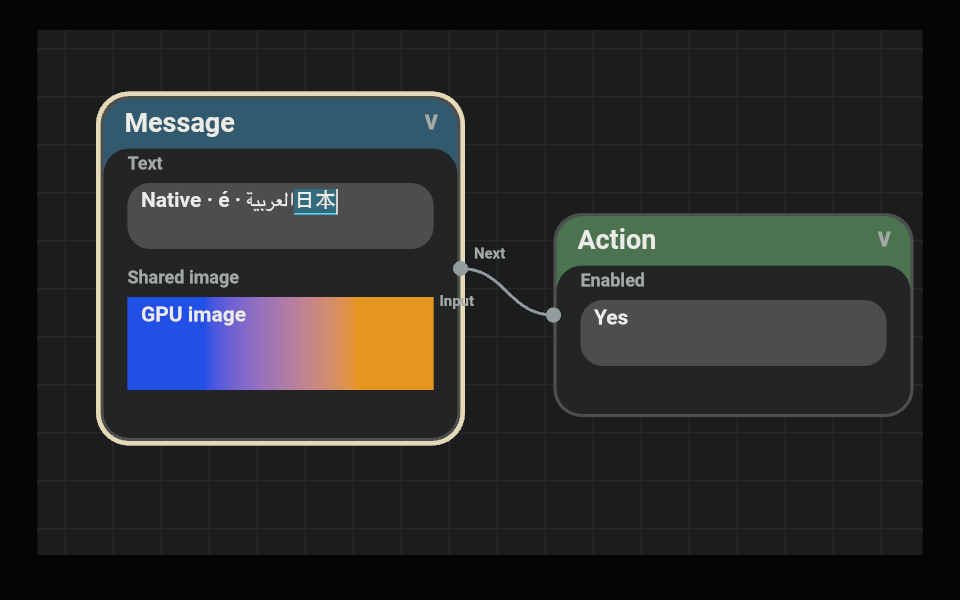 Message
V
Text
Native · é · العربية日本
Shared image
GPU image
Next
Input
Action
V
Enabled
Yes